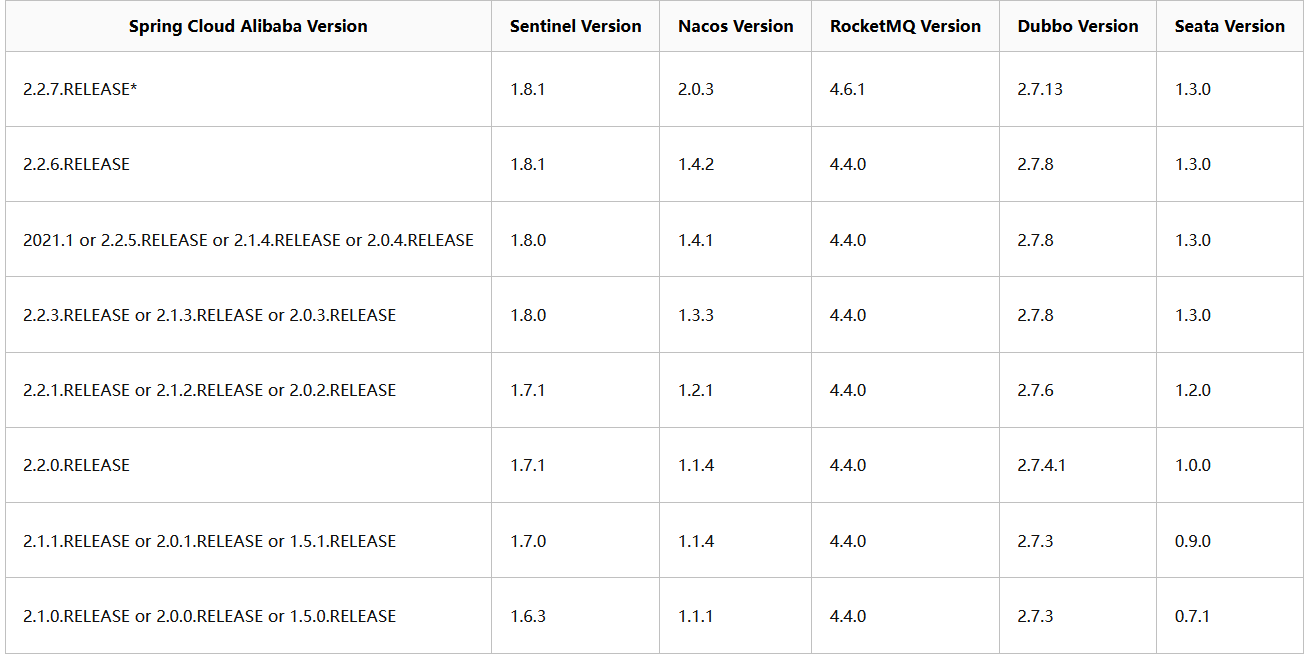 Spring Cloud Alibaba Version Sentinel Version Nacos Version RocketMQ Version Dubbo Version Seata Version
2.2.7.RELEASE* 1.8.1 2.0.3 4.6.1 2.7.13 1.3.0
2.2.6.RELEASE 1.8.1 1.4.2 4.4.0 2.7.8 1.3.0
2021.1 or 2.2.5.RELEASE or 2.1.4.RELEASE or 2.0.4.RELEASE 1.8.0 1.4.1 4.4.0 2.7.8 1.3.0
2.2.3.RELEASE or 2.1.3.RELEASE or 2.0.3.RELEASE 1.8.0 1.3.3 4.4.0 2.7.8 1.3.0
2.2.1.RELEASE or 2.1.2.RELEASE or 2.0.2.RELEASE 1.7.1 1.2.1 4.4.0 2.7.6 1.2.0
2.2.0.RELEASE 1.7.1 1.1.4 4.4.0 2.7.4.1 1.0.0
2.1.1.RELEASE or 2.0.1.RELEASE or 1.5.1.RELEASE 1.7.0 1.1.4 4.4.0 2.7.3 0.9.0
2.1.0.RELEASE or 2.0.0.RELEASE or 1.5.0.RELEASE 1.6.3 1.1.1 4.4.0 2.7.3 0.7.1